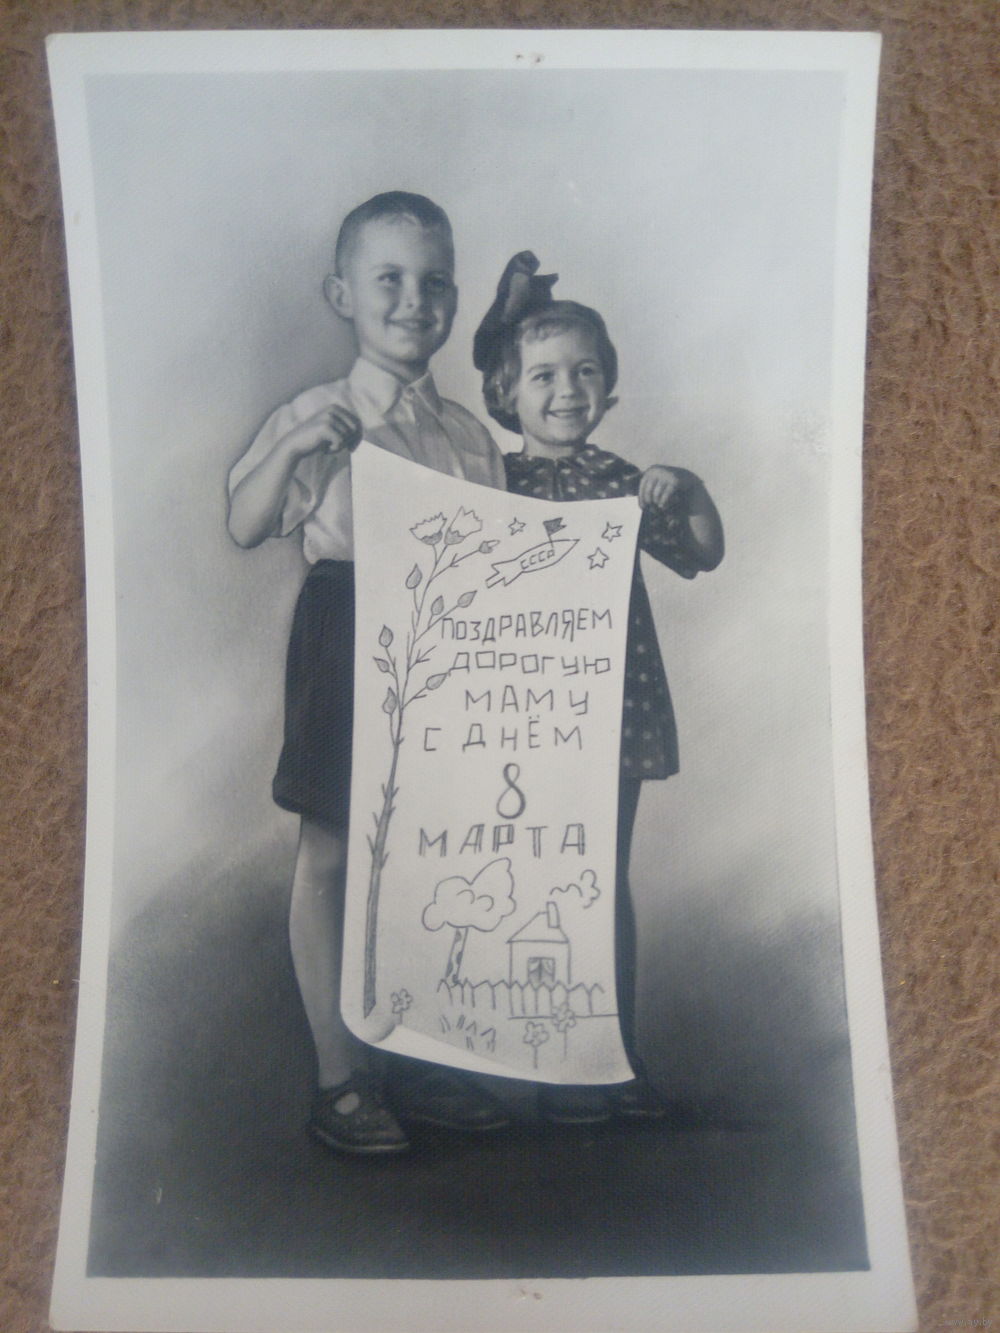 СССР
ПОЗДРАВЛЯЕМ
ДОРОГУЮ
МАМУ
С ДНЁМ
8
МАРТА